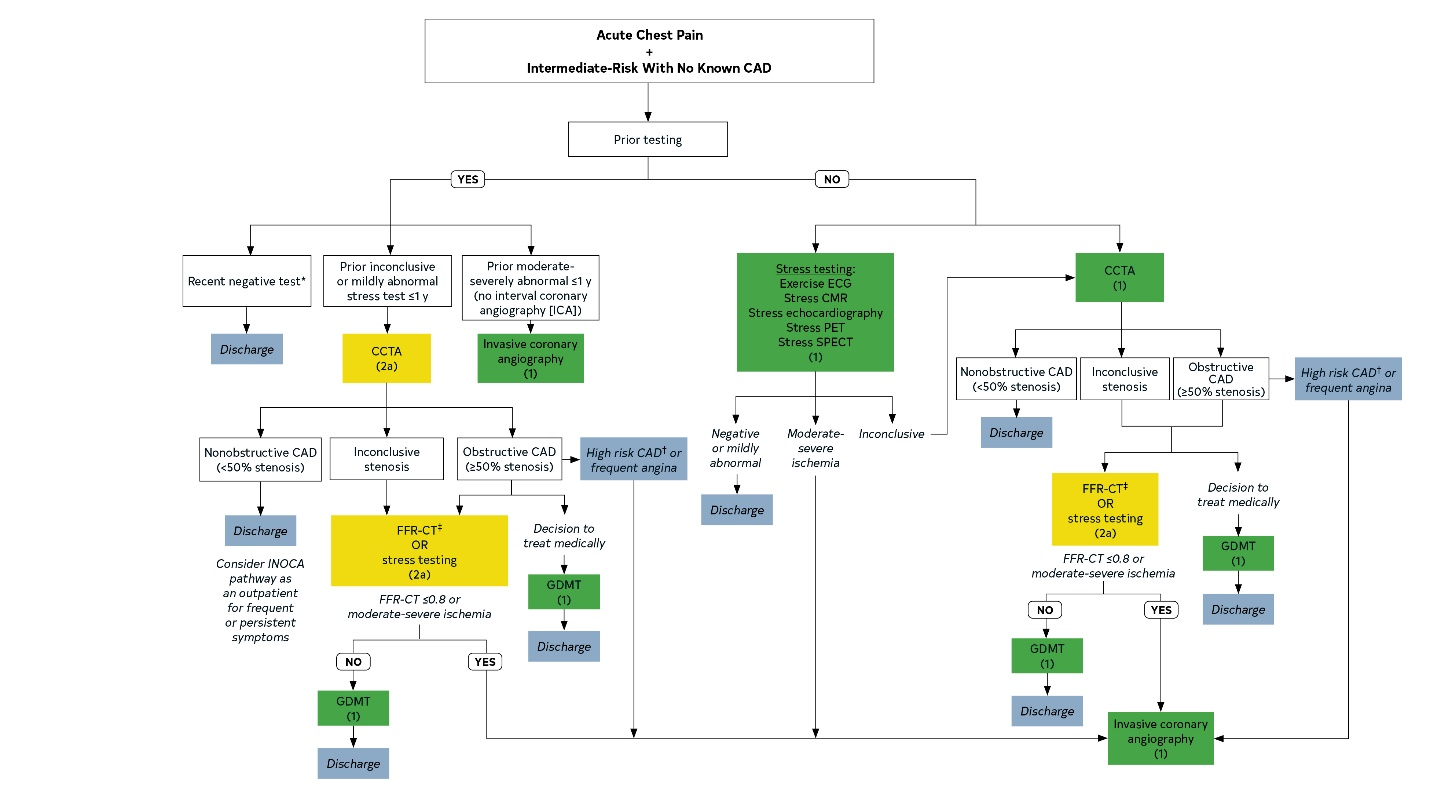 Acute Chest Pain
+
Intermediate-Risk With No Known CAD
Prior testing
YES
NO
Recent negative test*
Prior inconclusive
or mildly abnormal
stress test ≤1 y
Prior moderate-
severely abnormal ≤1 y
(no interval coronary
angiography [ICA])
Discharge
CCTA
(2a)
Invasive coronary
angiography
(1)
Nonobstructive CAD
(<50% stenosis)
Inconclusive
stenosis
Obstructive CAD
(≥50% stenosis)
High risk CAD† or
frequent angina
Discharge
Consider INOCA
pathway as
an outpatient
for frequent
or persistent
symptoms
FFR-CT‡
OR
stress testing
(2a)
Decision to
treat medically
GDMT
(1)
Discharge
FFR-CT ≤0.8 or
moderate-severe ischemia
NO
YES
GDMT
(1)
Discharge
Stress testing:
Exercise ECG
Stress CMR
Stress echocardiography
Stress PET
Stress SPECT
(1)
Negative
or mildly
abnormal
Moderate-
severe
ischemia
Inconclusive
Discharge
CCTA
(1)
Nonobstructive CAD
(<50% stenosis)
Inconclusive
stenosis
Obstructive
CAD
(≥50% stenosis)
High risk CAD† or
frequent angina
Discharge
FFR-CT‡
OR
stress testing
(2a)
Decision to
treat medically
GDMT
(1)
Discharge
FFR-CT ≤0.8 or
moderate-severe ischemia
NO
YES
GDMT
(1)
Discharge
Invasive coronary
angiography
(1)